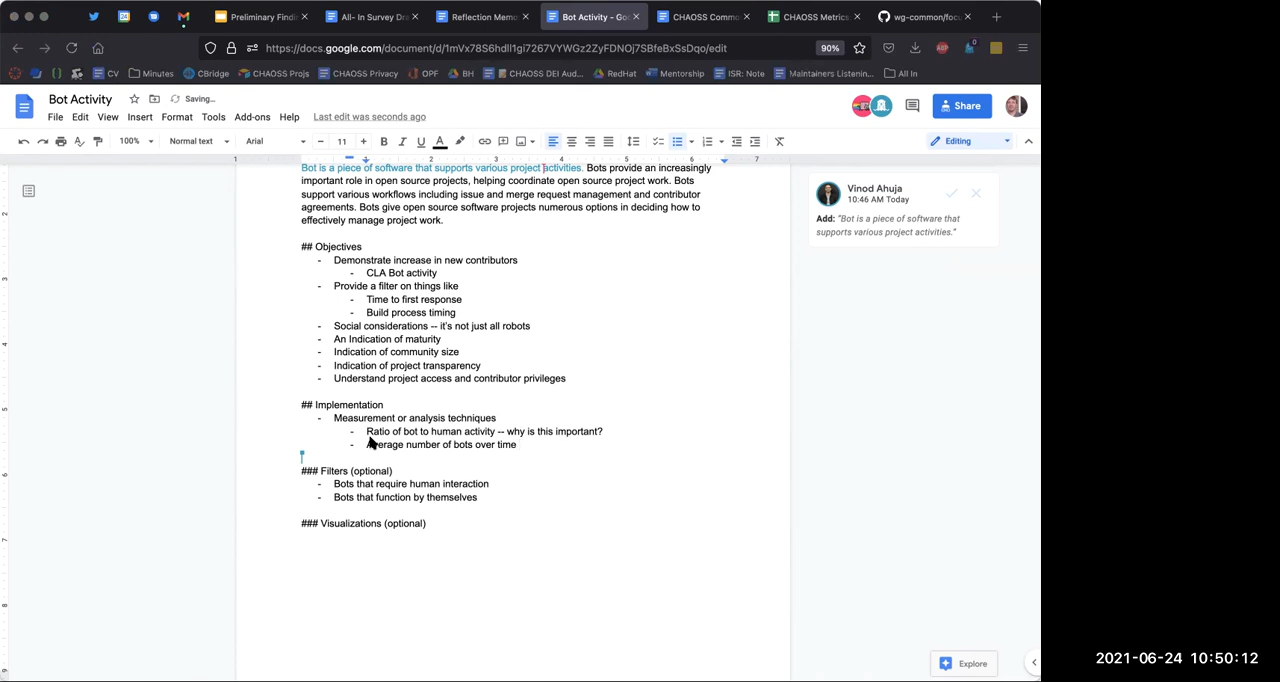 Preliminary Findi
All- In Survey Dra
Reflection Memo
Bot Activity - Goo
CHAOSS Commo
CHAOSS Metrics
wg-common/foc
https://docs.google.com/document/d/1mVx78S6hdll1gi7267VYWGz2ZyFDNOj7SBfeBxSsDqo/edit
90%
CV
Minutes
CBridge
CHAOSS Projs
CHAOSS Privacy
OPF
BH
CHAOSS DEI Aud...
RedHat
Mentorship
ISR: Note
Maintainers Listenin...
All In
Bot Activity
Saving...
File Edit View Insert Format Tools Add-ons Help
Last edit was seconds ago
Share
100%
Normal text
Arial
11
Editing
1 2 3 4 5 6 7
Bot is a piece of software that supports various project activities. Bots provide an increasingly
important role in open source projects, helping coordinate open source project work. Bots
support various workflows including issue and merge request management and contributor
agreements. Bots give open source software projects numerous options in deciding how to
effectively manage project work.
## Objectives
- Demonstrate increase in new contributors
- CLA Bot activity
- Provide a filter on things like
- Time to first response
- Build process timing
- Social considerations -- it's not just all robots
- An Indication of maturity
- Indication of community size
- Indication of project transparency
- Understand project access and contributor privileges
## Implementation
- Measurement or analysis techniques
- Ratio of bot to human activity -- why is this important?
- Average number of bots over time
### Filters (optional)
- Bots that require human interaction
- Bots that function by themselves
### Visualizations (optional)
Vinod Ahuja
10:46 AM Today
Add: "Bot is a piece of software that
supports various project activities."
Explore
2021-06-24 10:50:12